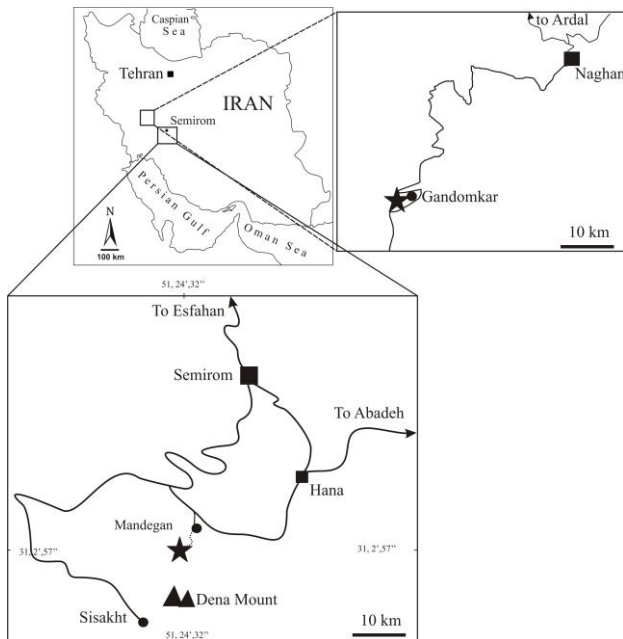 Caspian
Sea
Tehran
IRAN
Semirom
Persian Gulf
Oman Sea
N
100 km
to Ardal
Naghan
Gandomkar
10 km
51, 24,'32''
To Esfahan
Semirom
To Abadeh
Hana
Mandegan
31, 2',57''
31, 2',57''
Dena Mount
Sisakht
51, 24,'32''
10 km